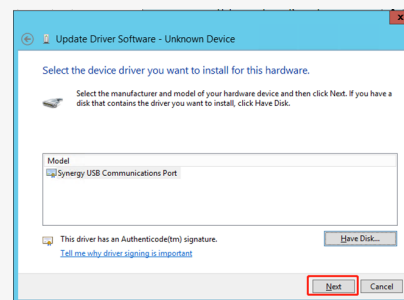 x
Update Driver Software - Unknown Device
Select the device driver you want to install for this hardware.
Select the manufacturer and model of your hardware device and then click Next. If you have a
disk that contains the driver you want to install, click Have Disk.
Model
Synergy USB Communications Port
This driver has an Authenticode(tm) signature.
Have Disk...
Tell me why driver signing is important
Next
Cancel